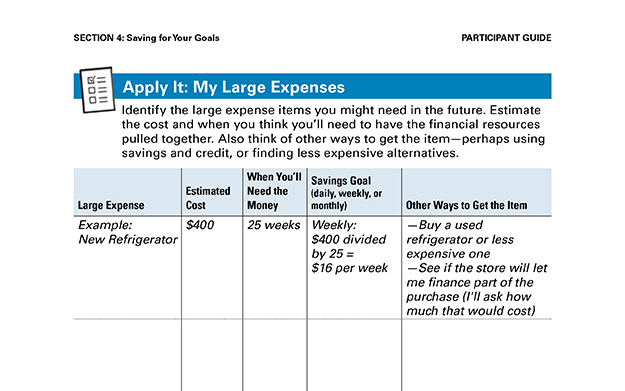 SECTION 4: Saving for Your Goals
PARTICIPANT GUIDE
Apply It: My Large Expenses
Identify the large expense items you might need in the future. Estimate
the cost and when you think you’ll need to have the financial resources
pulled together. Also think of other ways to get the item—perhaps using
savings and credit, or finding less expensive alternatives.
Large Expense
Estimated
Cost
When You’ll
Need the
Money
Savings Goal
(daily, weekly, or
monthly)
Other Ways to Get the Item
Example:
New Refrigerator
$400
25 weeks
Weekly:
$400 divided
by 25 =
$16 per week
—Buy a used
refrigerator or less
expensive one
—See if the store will let
me finance part of the
purchase (I'll ask how
much that would cost)